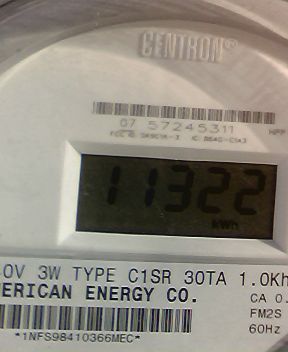 CENTRON®
07 57245311
11322
kWh
0V 3W TYPE C1SR 30TA 1.0Kh
ERICAN ENERGY CO.
CA 0.
FM2S
*1NFS98410366MEC*
60Hz